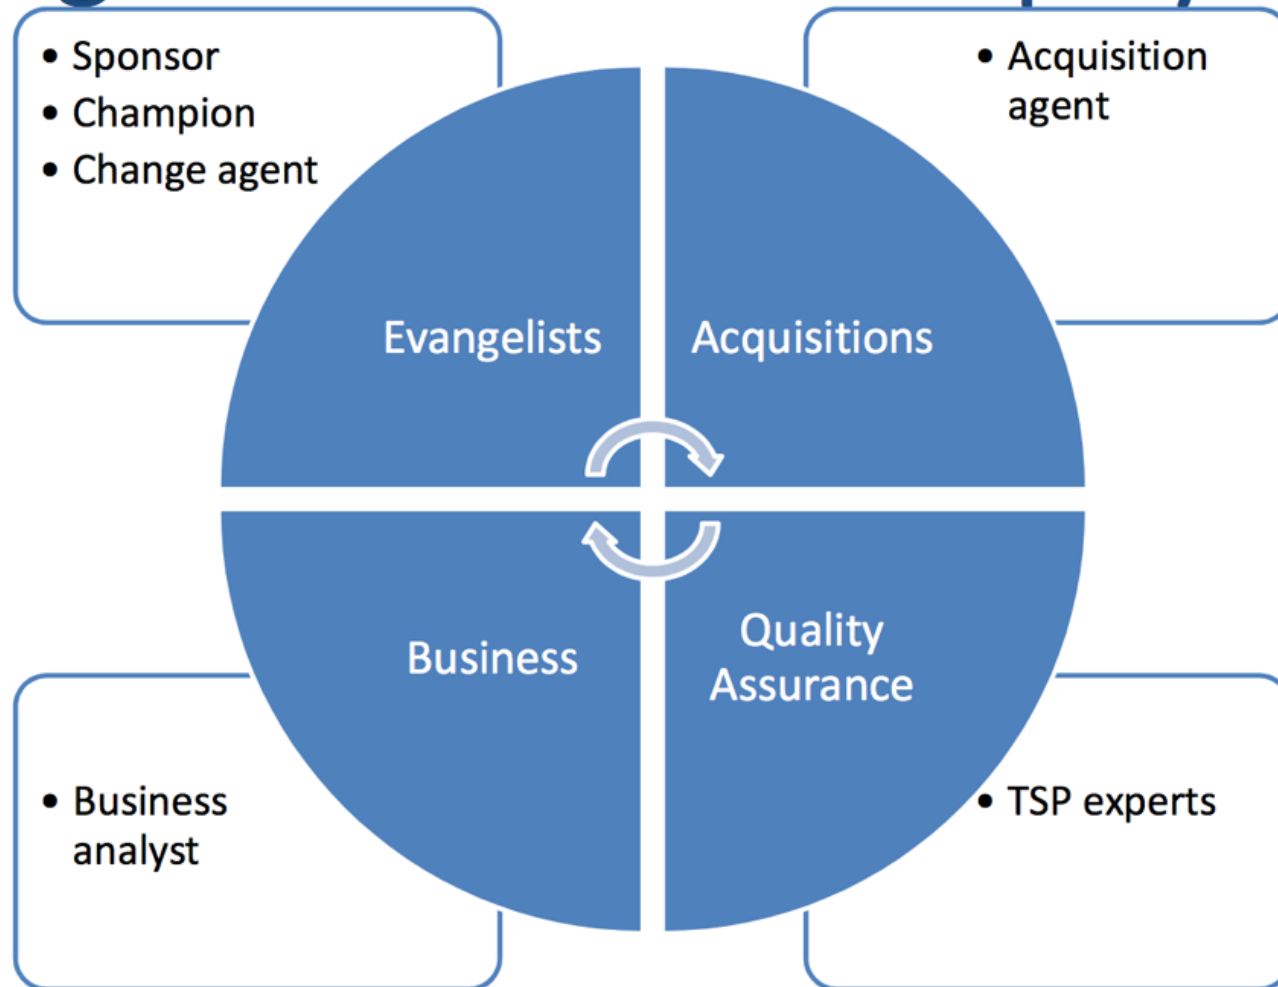 • Sponsor
• Champion
• Change agent
• Acquisition
agent
Evangelists
Acquisitions
Business
Quality
Assurance
• Business
analyst
• TSP experts